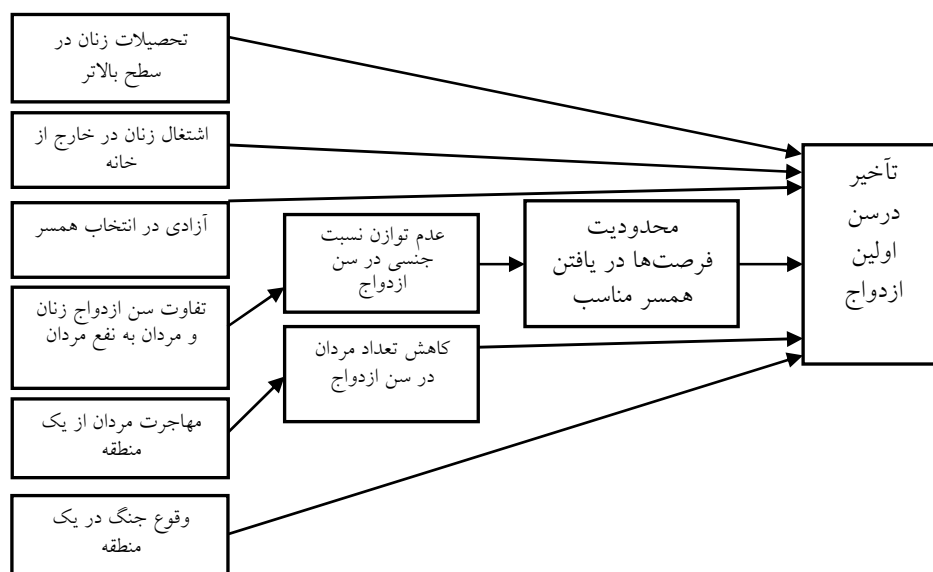 تحصیلات زنان در
سطح بالاتر
اشتغال زنان در خارج از
خانه
آزادی در انتخاب همسر
تفاوت سن ازدواج زنان
و مردان به نفع مردان
مهاجرت مردان از یک
منطقه
وقوع جنگ در یک
منطقه
عدم توازن نسبت
جنسی در سن
ازدواج
کاهش تعداد مردان
در سن ازدواج
محدودیت
فرصت‌ها در یافتن
همسر مناسب
تآخیر
درسن
اولین
ازدواج